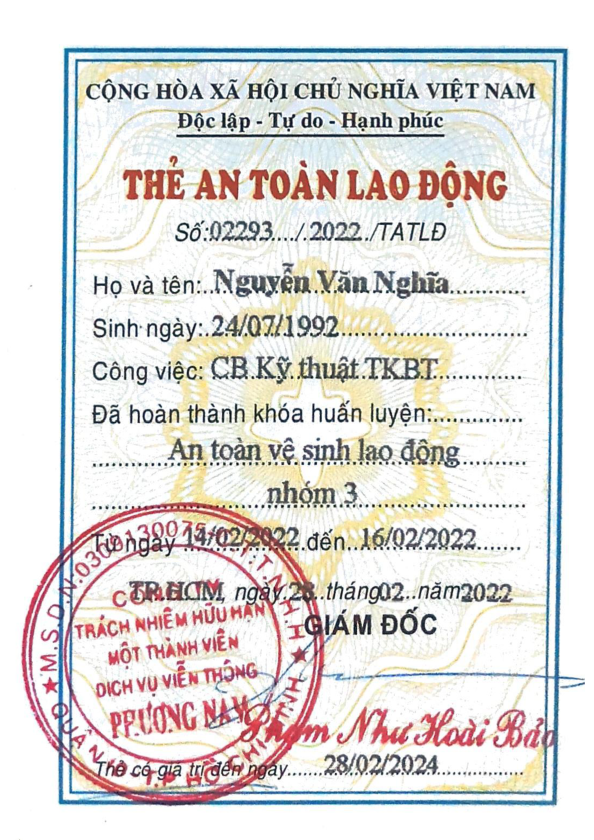 CỘNG HÒA XÃ HỘI CHỦ NGHĨA VIỆT NAM
Độc lập - Tự do - Hạnh phúc
THẺ AN TOÀN LAO ĐỘNG
Số:02293..../.2022./TATLĐ
Họ và tên:..Nguyễn Văn Nghĩa
Sinh ngày:.24/07/1992
Công việc: CB Kỹ thuật TKBT
Đã hoàn thành khóa huấn luyện:
An toàn vệ sinh lao động
nhóm 3
Từ ngày 14/02/2022 đến 16/02/2022
TP.HCM, ngày 28 tháng 02 năm 2022
GIÁM ĐỐC
M.S.D.N:
T.N.H.H
CÔNG TY
TRÁCH NHIỆM HỮU HẠN
MỘT THÀNH VIÊN
DỊCH VỤ VIỄN THÔNG
PHƯƠNG NAM
QUẬN
T.P HỒ CHÍ MINH
Phạm Như Hoài Bảo
Thẻ có giá trị đến ngày 28/02/2024